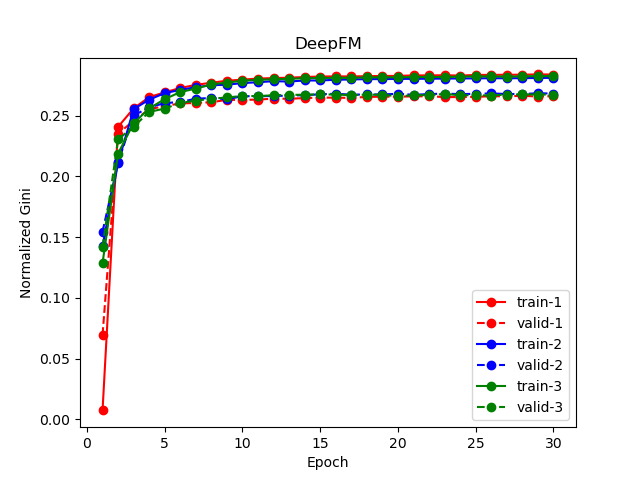 DeepFM
Normalized Gini
0.25
0.20
0.15
0.10
0.05
0.00
0 5 10 15 20 25 30
Epoch
train-1
valid-1
train-2
valid-2
train-3
valid-3